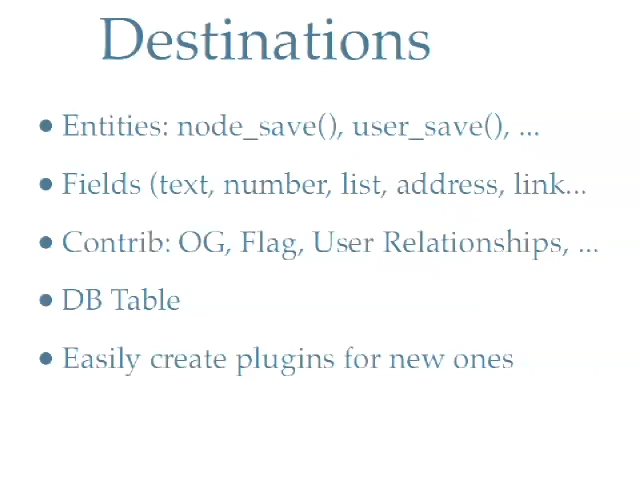 Destinations
• Entities: node_save(), user_save(), ...
• Fields (text, number, list, address, link...
• Contrib: OG, Flag, User Relationships, ...
• DB Table
• Easily create plugins for new ones